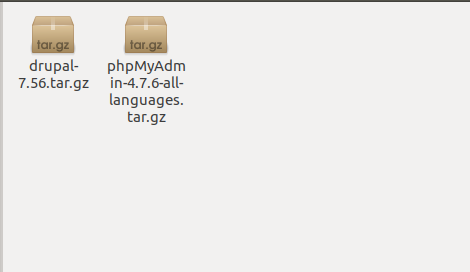 tar.gz
tar.gz
drupal-
7.56.tar.gz
phpMyAdm
in-4.7.6-all-
languages.
tar.gz